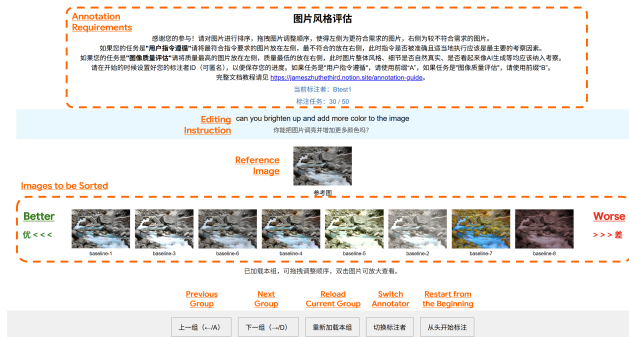 Annotation
Requirements
图片风格评估
感谢您的参与！请对图片进行排序，拖拽图片调整顺序，使得左侧为更符合需求的图片，右侧为较不符合需求的图片。
如果您的任务是"用户指令遵循"请将最符合指令要求的图片放在左侧，最不符合的放在右侧，此时指令是否被准确且适当地执行应该是最主要的考察因素。
如果您的任务是"图像质量评估"请将质量最高的图片放在左侧，质量最低的放在右侧，此时图片整体风格、细节是否自然真实、是否看起来像AI生成等均应该纳入考察。
请在开始的时候设置好您的标注者ID（可匿名），以便保存您的进度。如果任务是"用户指令遵循"，请使用前缀"A"，如果任务是"图像质量评估"，请使用前缀"B"。
完整文档教程请见 https://jameszhuthethird.notion.site/annotation-guide。
当前标注者：Btest1
标注任务：30 / 50
Editing
Instruction
can you brighten up and add more color to the image
你能把图片调亮并增加更多颜色吗？
Reference
Image
参考图
Images to be Sorted
Better
优 < < <
Worse
> > > 差
baseline-1 baseline-3 baseline-6 baseline-4 baseline-5 baseline-2 baseline-7 baseline-8
已加载本组，可拖拽调整顺序。双击图片可放大查看。
Previous
Group
Next
Group
Reload
Current Group
Switch
Annotator
Restart from
the Beginning
上一组（←/A） 下一组（→/D） 重新加载本组 切换标注者 从头开始标注